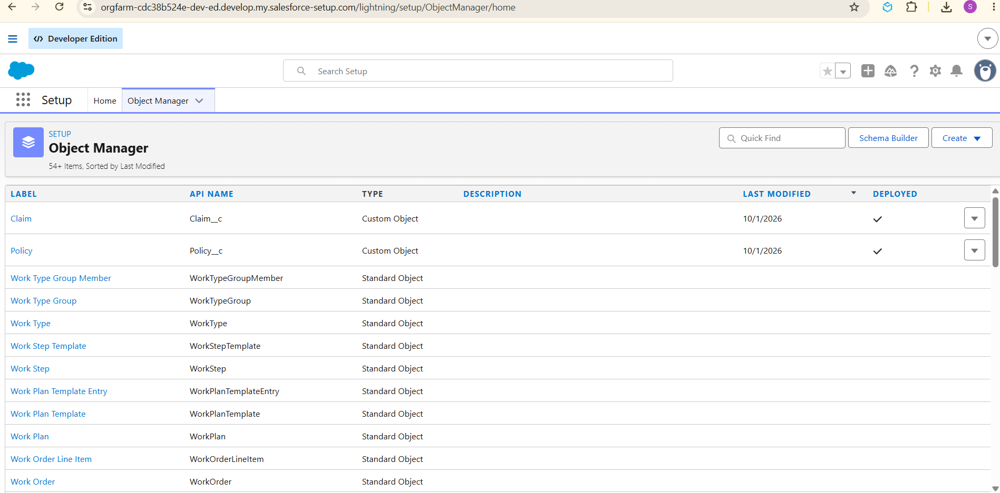 orgfarm-cdc38b524e-dev-ed.develop.my.salesforce-setup.com/lightning/setup/ObjectManager/home
S
Developer Edition
Search Setup
Setup Home Object Manager
SETUP
Object Manager
54+ Items, Sorted by Last Modified
Quick Find Schema Builder Create
LABEL API NAME TYPE DESCRIPTION LAST MODIFIED DEPLOYED
Claim Claim__c Custom Object 10/1/2026
Policy Policy__c Custom Object 10/1/2026
Work Type Group Member WorkTypeGroupMember Standard Object
Work Type Group WorkTypeGroup Standard Object
Work Type WorkType Standard Object
Work Step Template WorkStepTemplate Standard Object
Work Step WorkStep Standard Object
Work Plan Template Entry WorkPlanTemplateEntry Standard Object
Work Plan Template WorkPlanTemplate Standard Object
Work Plan WorkPlan Standard Object
Work Order Line Item WorkOrderLineItem Standard Object
Work Order WorkOrder Standard Object